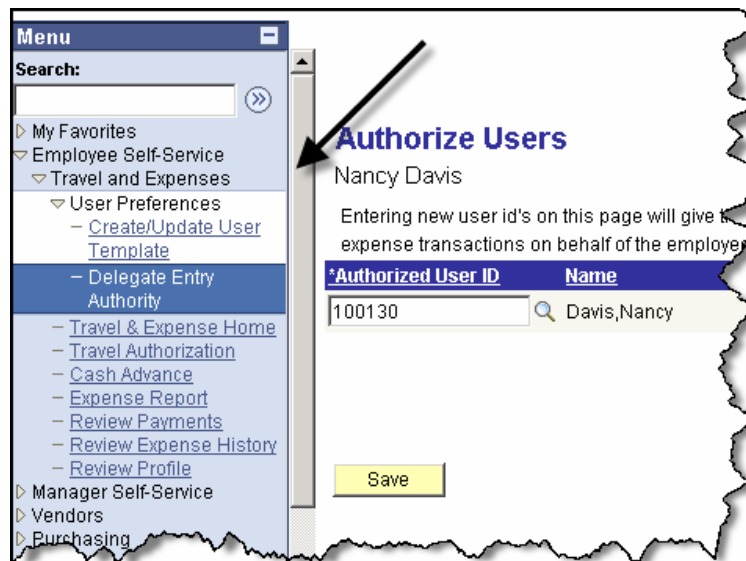 Menu
Search:
My Favorites
Employee Self-Service
Travel and Expenses
User Preferences
– Create/Update User
Template
– Delegate Entry
Authority
– Travel & Expense Home
– Travel Authorization
– Cash Advance
– Expense Report
– Review Payments
– Review Expense History
– Review Profile
Manager Self-Service
Vendors
Purchasing
Authorize Users
Nancy Davis
Entering new user id's on this page will give
expense transactions on behalf of the employe
*Authorized User ID Name
100130 Davis,Nancy
Save